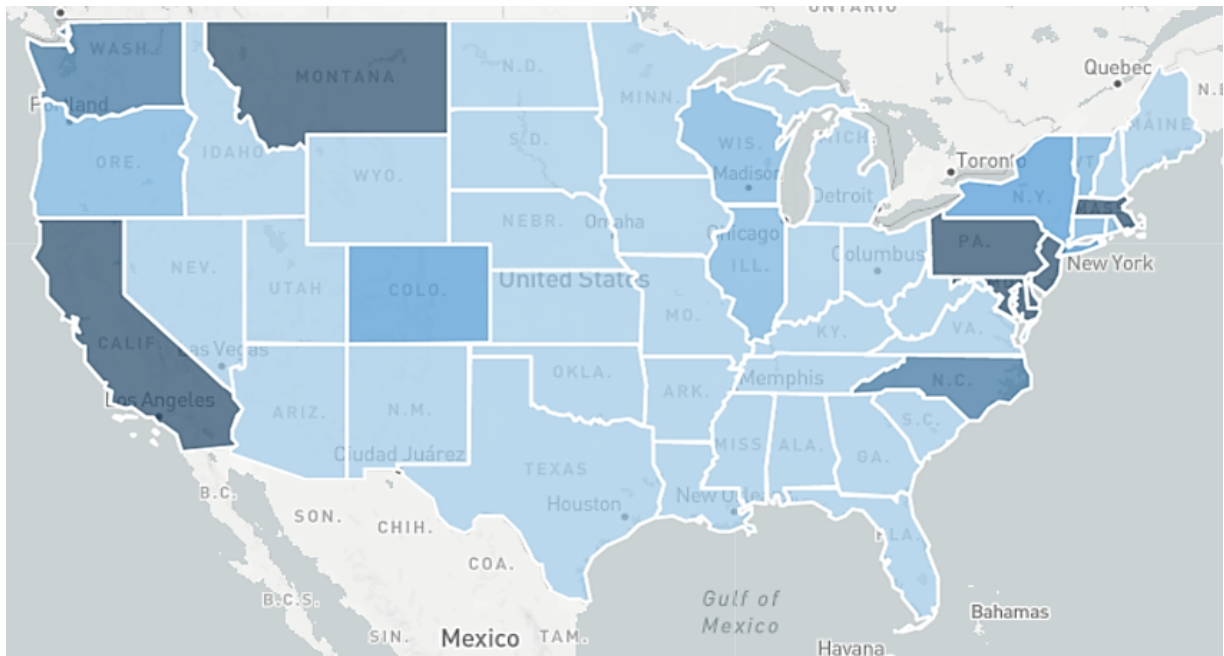 ONTARIO
WASH.
MONTANA
N.D.
MINN.
Quebec
N.B.
Portland
ORE.
IDAHO
S.D.
WIS.
MICH.
MAINE
WYO.
Madison
Detroit
Toronto
VT.
N.Y.
MASS.
NEBR.
Omaha
Chicago
PA.
NEV.
UTAH
COLO.
United States
ILL.
Columbus
New York
CALIF.
Las Vegas
MO.
KY.
VA.
Los Angeles
ARIZ.
N.M.
OKLA.
ARK.
Memphis
N.C.
S.C.
Ciudad Juárez
TEXAS
MISS
ALA.
GA.
B.C.
SON.
CHIH.
Houston
New Orleans
FLA.
COA.
B.C.S.
SIN.
Mexico
TAM.
Gulf of
Mexico
Bahamas
Havana